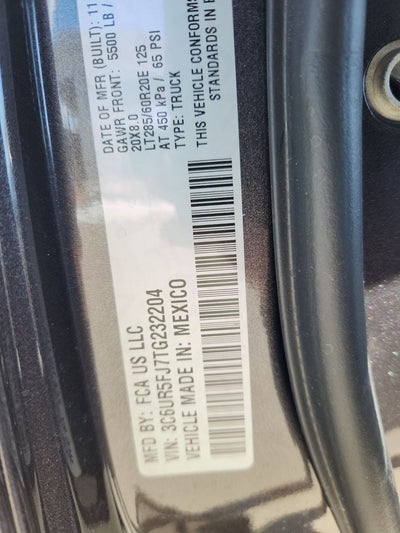 MFD BY: FCA US LLC
DATE OF MFR (BUILT): 11
GAWR FRONT: 5500 LB /
20X8.0
LT285/60R20E 125
AT 450 kPa / 65 PSI
TYPE: TRUCK
THIS VEHICLE CONFORMS
STANDARDS IN E
VIN: 3C6UR5FJ7TG232204
VEHICLE MADE IN: MEXICO